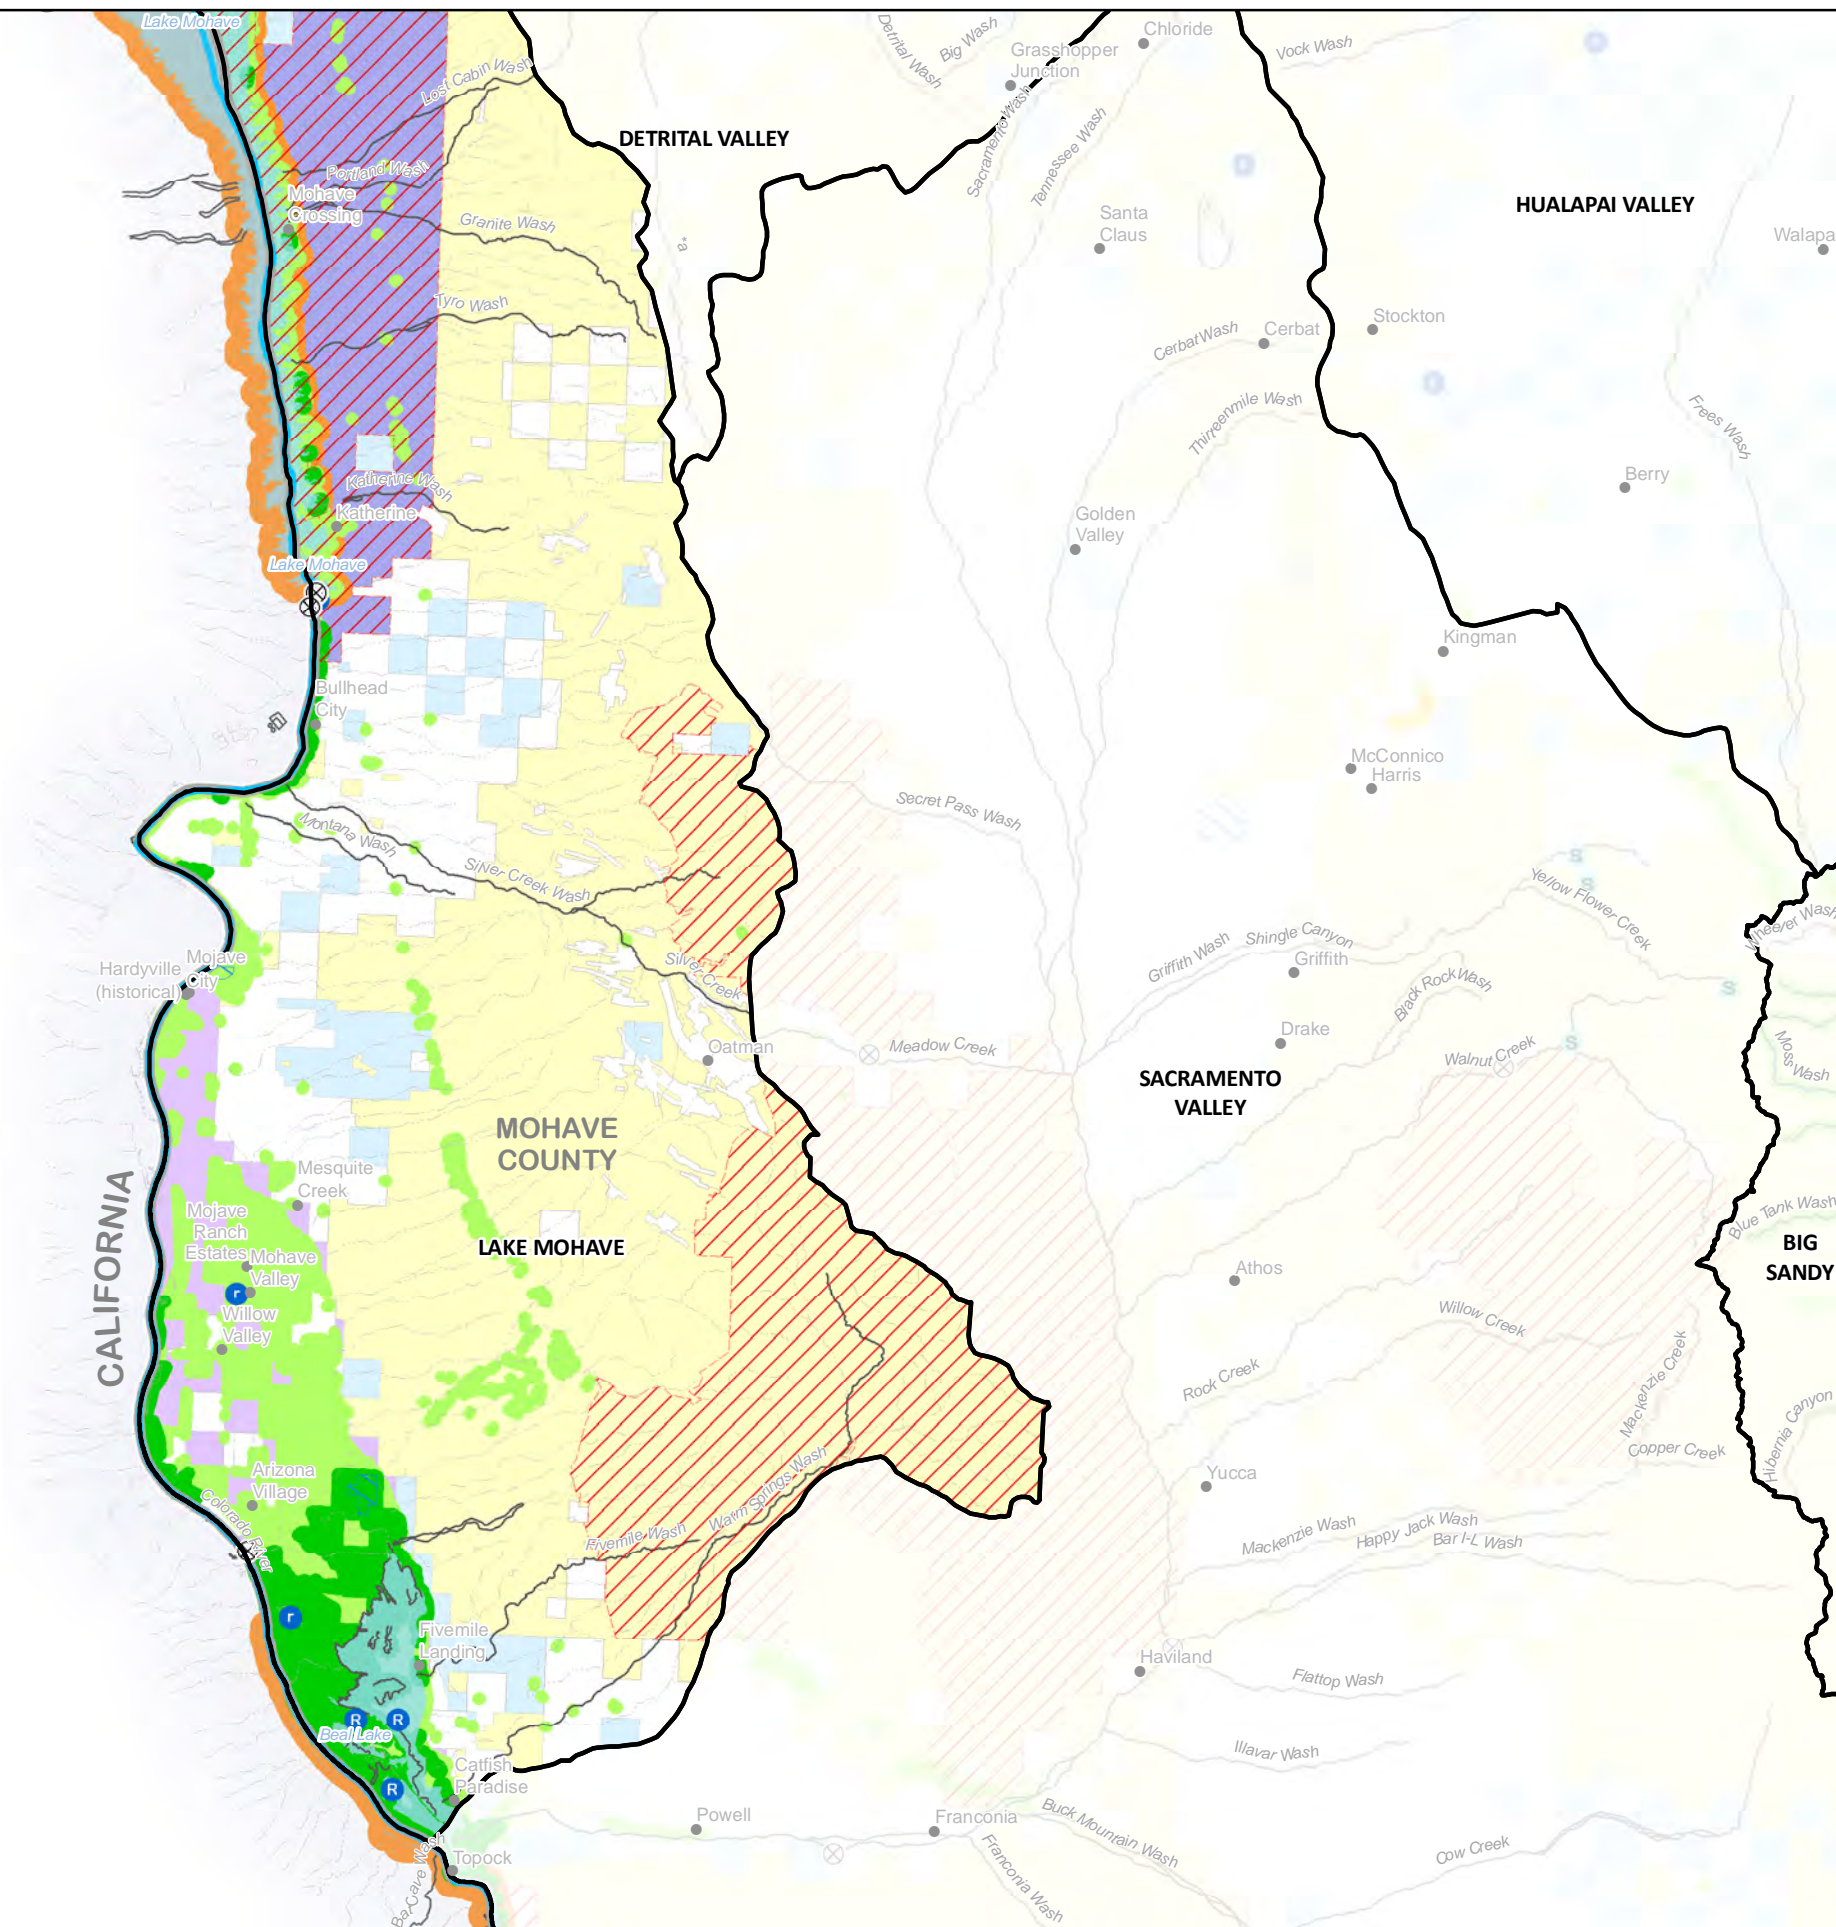 Lake Mohave
Detrital Wash
Big Wash
Chloride
Grasshopper
Junction
Vock Wash
Lost Cabin Wash
DETRITAL VALLEY
Sacramento Wash
Tennessee Wash
Portland Wash
Mohave
Crossing
Granite Wash
Santa
Claus
HUALAPAI VALLEY
Walapa
Tyro Wash
Cerbat Wash
Cerbat
Stockton
Thirteenmile Wash
Frees Wash
Katherine Wash
Katherine
Berry
Golden
Valley
Lake Mohave
Kingman
Bullhead
City
McConnico
Harris
Secret Pass Wash
Montana Wash
Silver Creek Wash
S
S
Yellow Flower Creek
Wheeler Wash
Hardyville
(historical)
Mojave
City
Silver Creek
Griffith Wash
Shingle Canyon
Griffith
Black Rock Wash
S
Oatman
Meadow Creek
Drake
Walnut Creek
S
Moss Wash
SACRAMENTO
VALLEY
MOHAVE
COUNTY
CALIFORNIA
Mesquite
Creek
Mojave
Ranch
Estates
Mohave
Valley
LAKE MOHAVE
Blue Tank Wash
BIG
SANDY
Athos
r
Willow
Valley
Willow Creek
Rock Creek
Mackenzie Creek
Hibernia Canyon
Copper Creek
Arizona
Village
Colorado River
Warm Springs Wash
Fivemile Wash
Yucca
Mackenzie Wash
Happy Jack Wash
Bar I-L Wash
r
Fivemile
Landing
Haviland
Flattop Wash
R
R
Beal Lake
Illavar Wash
Catfish
Paradise
R
Powell
Franconia
Buck Mountain Wash
Franconia Wash
Cow Creek
Topock
Bat Cave Wash